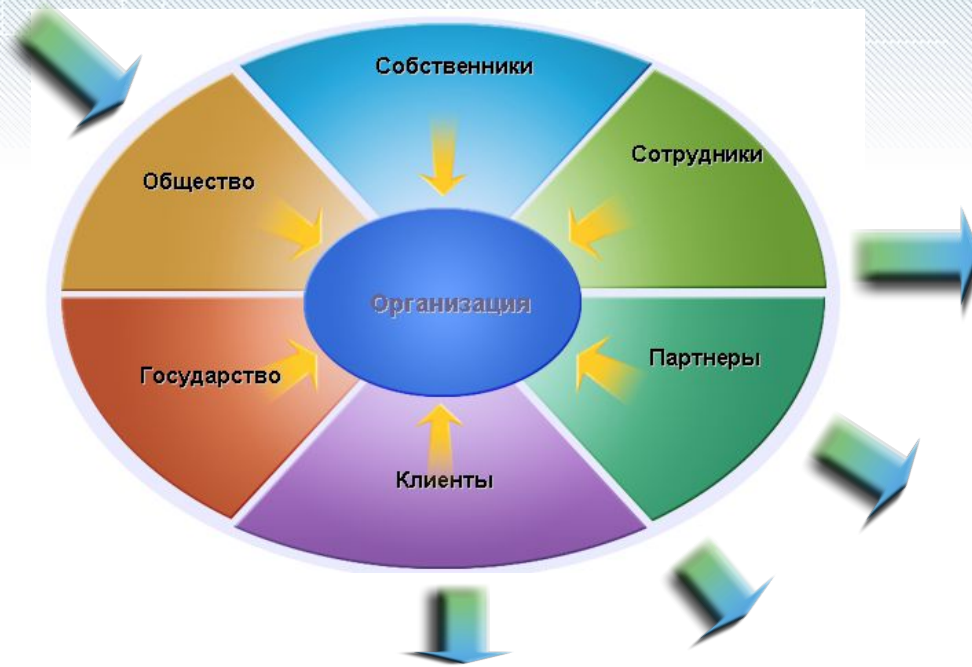 Собственники
Сотрудники
Общество
Организация
Партнеры
Государство
Клиенты